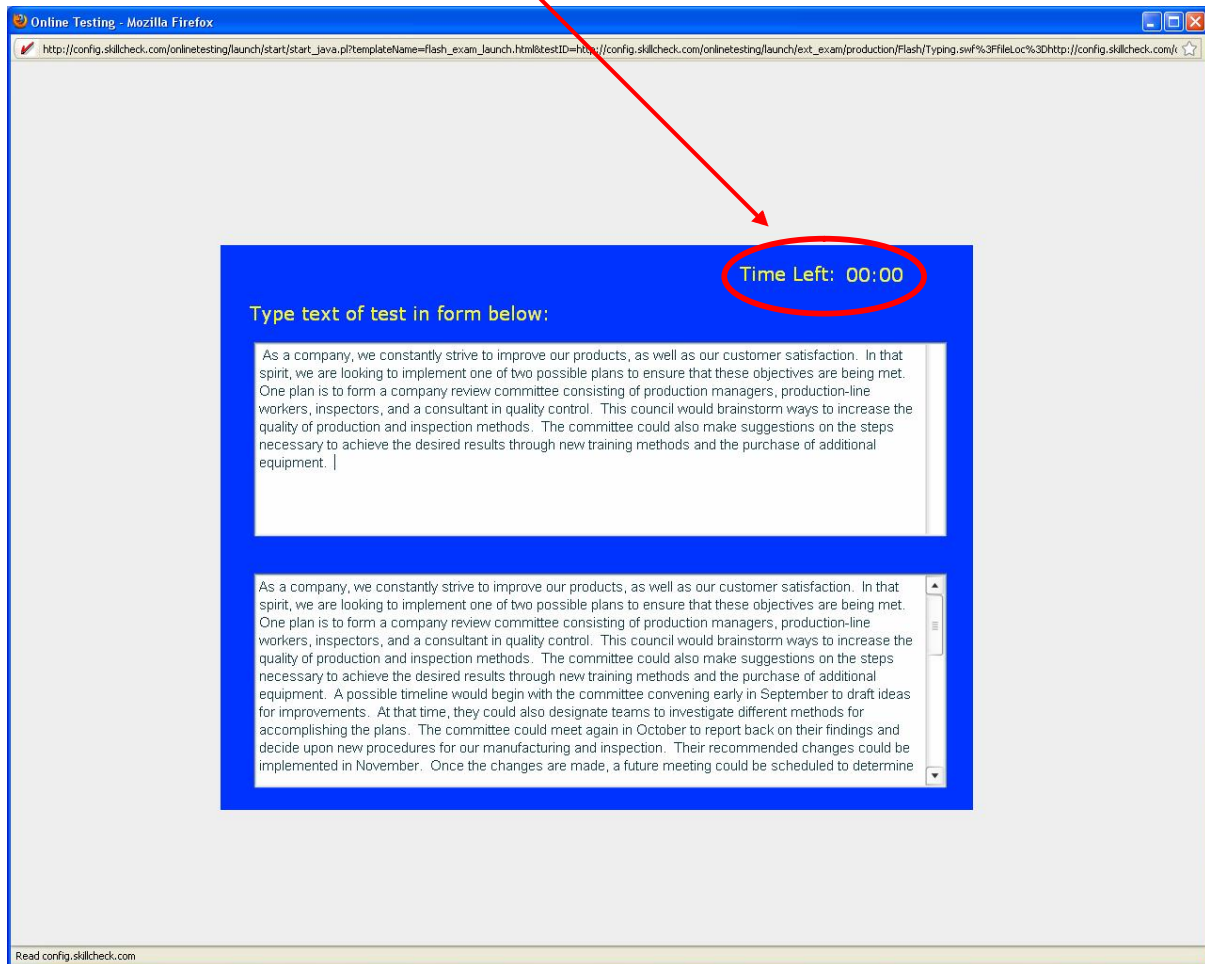 Online Testing - Mozilla Firefox
http://config.skillcheck.com/onlinetesting/launch/start/start_java.pl?templateName=flash_exam_launch.html&testID=http://config.skillcheck.com/onlinetesting/launch/ext_exam/production/Flash/Typing.swf%3FfileLoc%3Dhttp://config.skillcheck.com/
Time Left: 00:00
Type text of test in form below:
As a company, we constantly strive to improve our products, as well as our customer satisfaction. In that
spirit, we are looking to implement one of two possible plans to ensure that these objectives are being met.
One plan is to form a company review committee consisting of production managers, production-line
workers, inspectors, and a consultant in quality control. This council would brainstorm ways to increase the
quality of production and inspection methods. The committee could also make suggestions on the steps
necessary to achieve the desired results through new training methods and the purchase of additional
equipment.
As a company, we constantly strive to improve our products, as well as our customer satisfaction. In that
spirit, we are looking to implement one of two possible plans to ensure that these objectives are being met.
One plan is to form a company review committee consisting of production managers, production-line
workers, inspectors, and a consultant in quality control. This council would brainstorm ways to increase the
quality of production and inspection methods. The committee could also make suggestions on the steps
necessary to achieve the desired results through new training methods and the purchase of additional
equipment. A possible timeline would begin with the committee convening early in September to draft ideas
for improvements. At that time, they could also designate teams to investigate different methods for
accomplishing the plans. The committee could meet again in October to report back on their findings and
decide upon new procedures for our manufacturing and inspection. Their recommended changes could be
implemented in November. Once the changes are made, a future meeting could be scheduled to determine
Read config.skillcheck.com